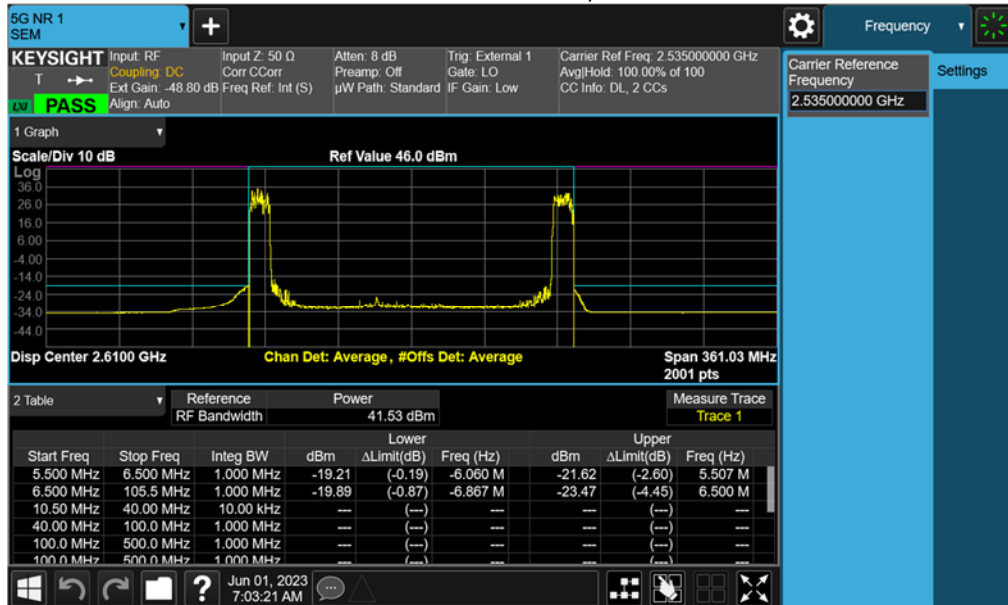 5G NR 1
SEM
+
Frequency
KEYSIGHT
Input: RF
Coupling: DC
Ext Gain: -48.80 dB
Align: Auto
T
LXI
PASS
Input Z: 50 Ω
Corr CCorr
Freq Ref: Int (S)
Atten: 8 dB
Preamp: Off
µW Path: Standard
Trig: External 1
Gate: LO
IF Gain: Low
Carrier Ref Freq: 2.535000000 GHz
Avg|Hold: 100.00% of 100
CC Info: DL, 2 CCs
Carrier Reference
Frequency
2.535000000 GHz
Settings
1 Graph
Scale/Div 10 dB
Ref Value 46.0 dBm
Log
36.0
26.0
16.0
6.00
-4.00
-14.0
-24.0
-34.0
-44.0
Disp Center 2.6100 GHz
Chan Det: Average, #Offs Det: Average
Span 361.03 MHz
2001 pts
2 Table
Reference Power Measure Trace
RF Bandwidth 41.53 dBm Trace 1
Lower Upper
Start Freq Stop Freq Integ BW dBm ΔLimit(dB) Freq (Hz) dBm ΔLimit(dB) Freq (Hz)
5.500 MHz 6.500 MHz 1.000 MHz -19.21 (-0.19) -6.060 M -21.62 (-2.60) 5.507 M
6.500 MHz 105.5 MHz 1.000 MHz -19.89 (-0.87) -6.867 M -23.47 (-4.45) 6.500 M
10.50 MHz 40.00 MHz 10.00 kHz --- (---) --- --- (---) ---
40.00 MHz 100.0 MHz 1.000 MHz --- (---) --- --- (---) ---
100.0 MHz 500.0 MHz 1.000 MHz --- (---) --- --- (---) ---
100.0 MHz 500.0 MHz 1.000 MHz --- (---) --- --- (---) ---
?
Jun 01, 2023
7:03:21 AM